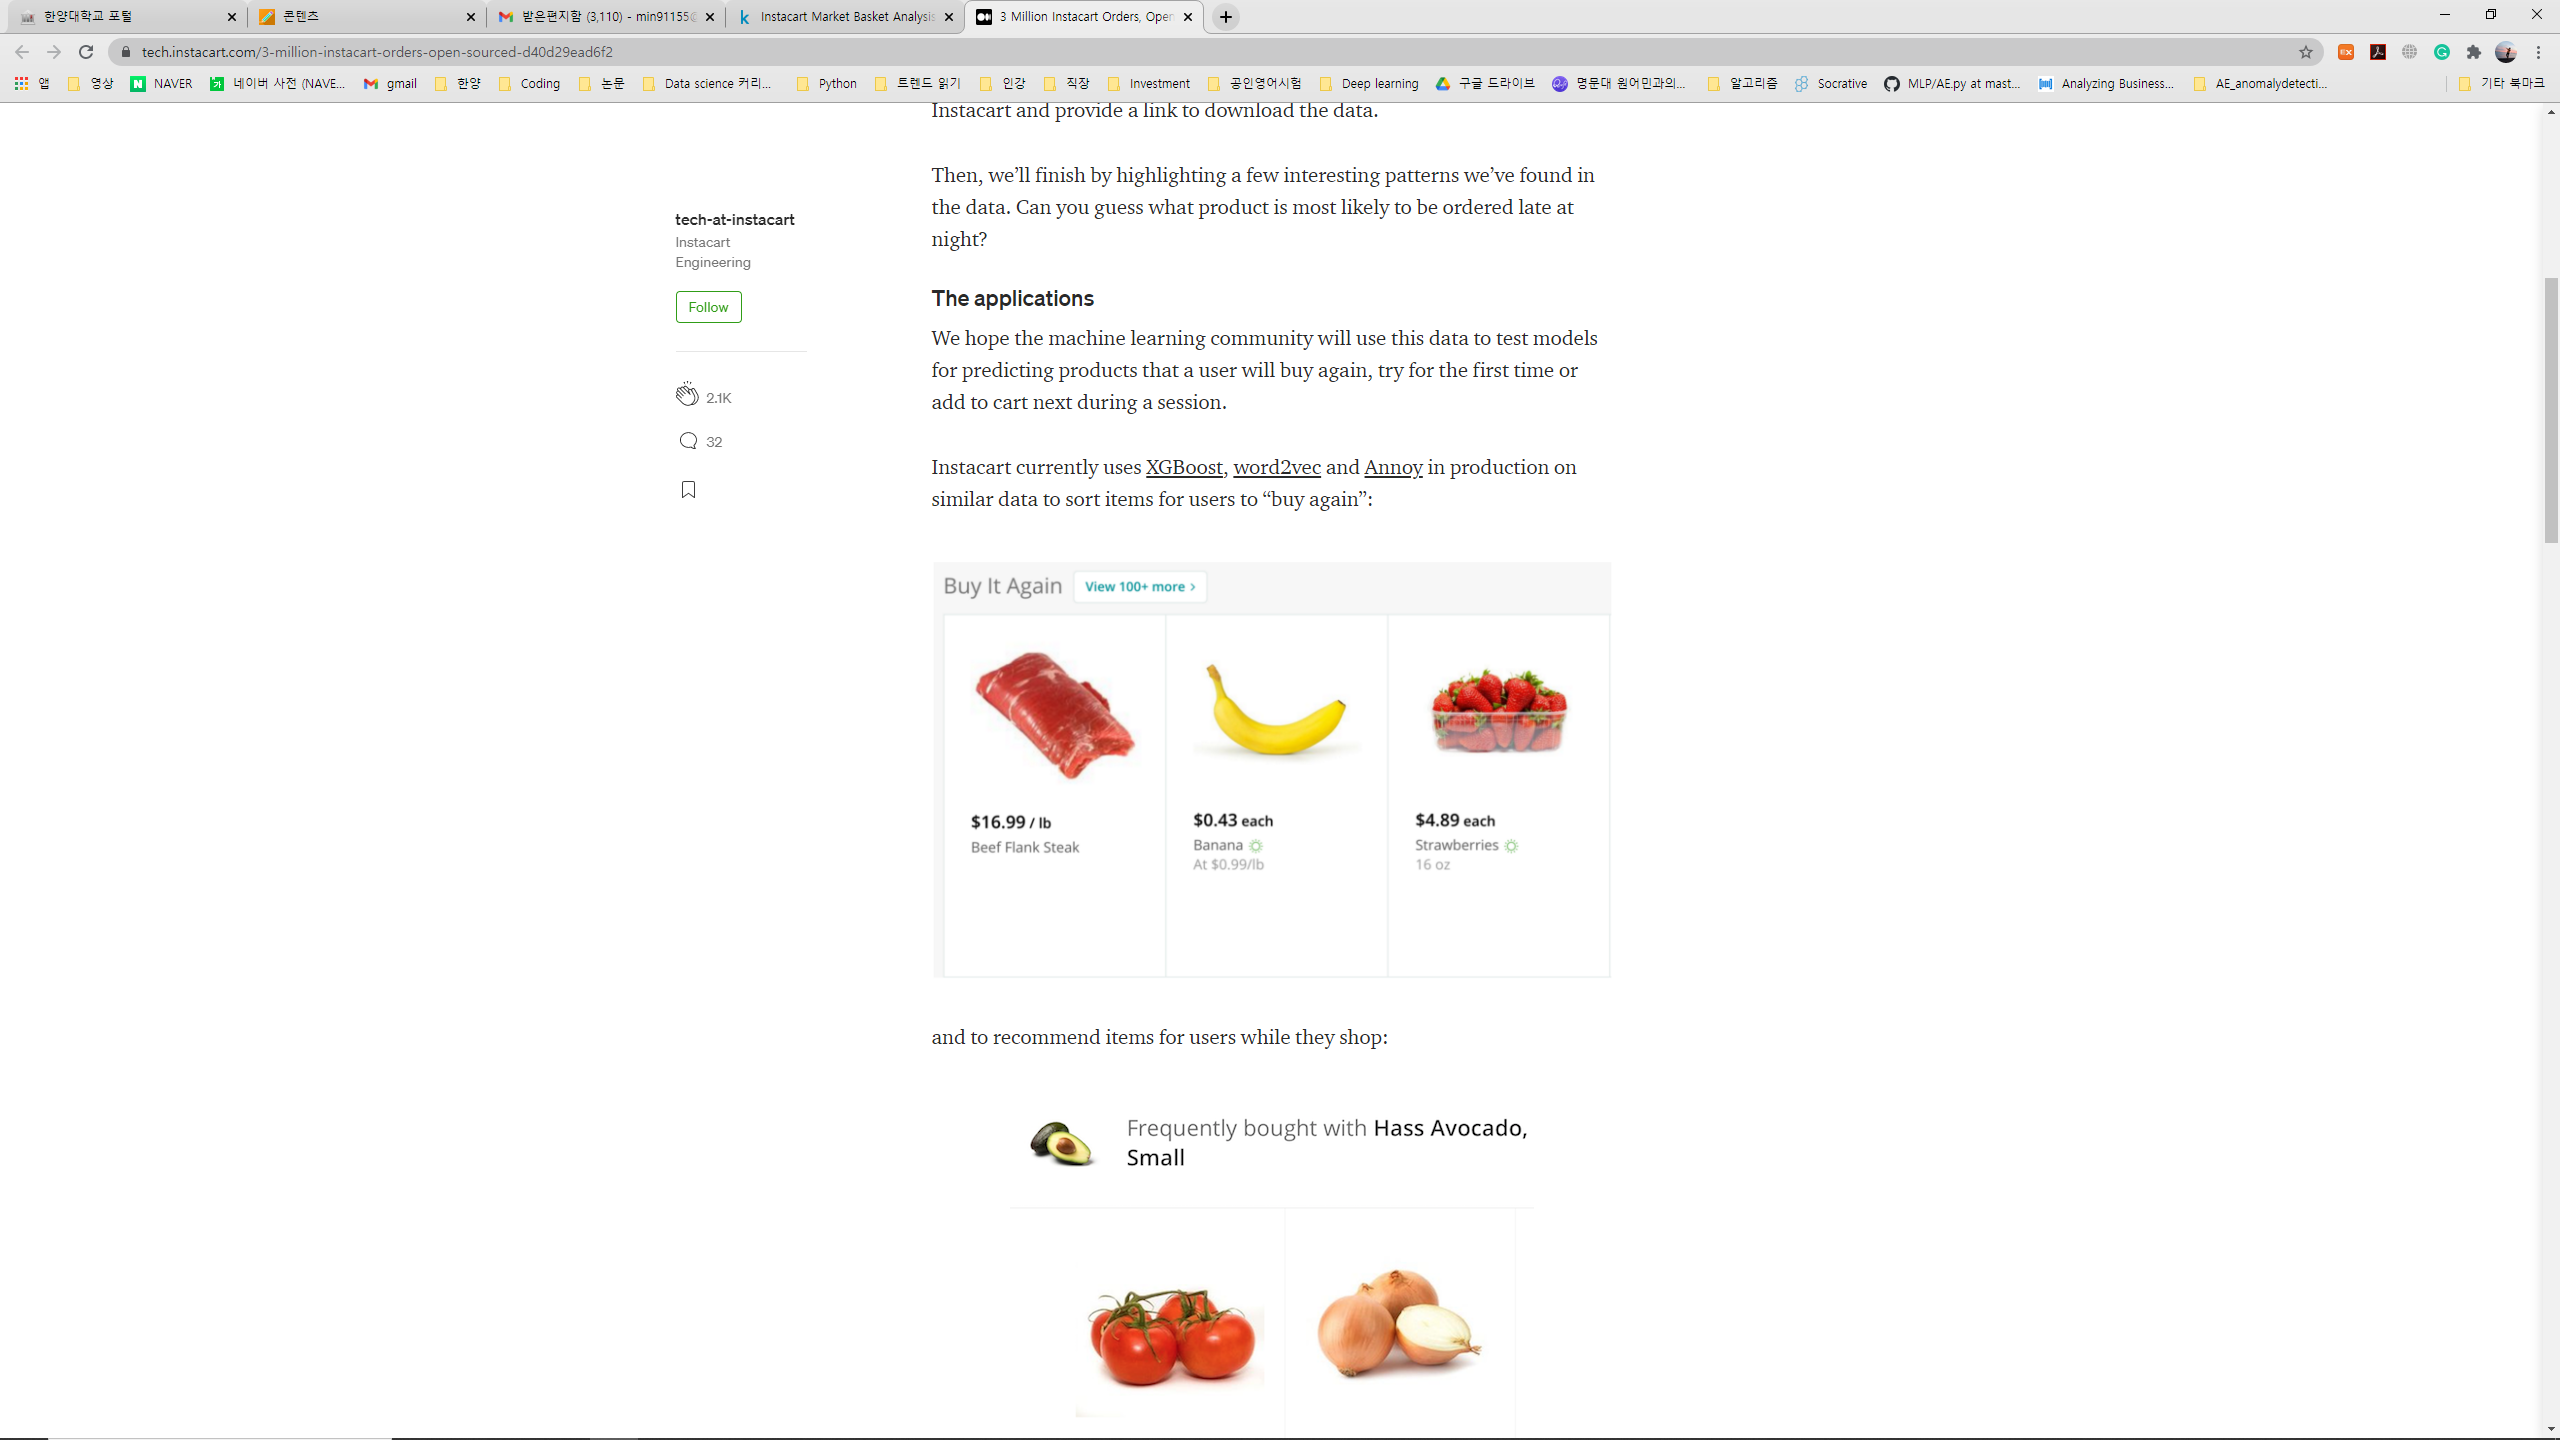 한양대학교 포털
콘텐츠
받은편지함 (3,110) - min91155@
Instacart Market Basket Analysis
3 Million Instacart Orders, Open
tech.instacart.com/3-million-instacart-orders-open-sourced-d40d29ead6f2
앱
영상
NAVER
네이버 사전 (NAVE...
gmail
한양
Coding
논문
Data science 커리...
Python
트렌드 읽기
인강
직장
Investment
공인영어시험
Deep learning
구글 드라이브
명문대 원어민과의...
알고리즘
Socrative
MLP/AE.py at mast...
Analyzing Business...
AE_anomalydetecti...
기타 북마크
Instacart and provide a link to download the data.
Then, we’ll finish by highlighting a few interesting patterns we’ve found in
the data. Can you guess what product is most likely to be ordered late at
night?
tech-at-instacart
Instacart
Engineering
Follow
2.1K
32
The applications
We hope the machine learning community will use this data to test models
for predicting products that a user will buy again, try for the first time or
add to cart next during a session.
Instacart currently uses XGBoost, word2vec and Annoy in production on
similar data to sort items for users to “buy again”:
Buy It Again
View 100+ more >
$16.99 / lb
Beef Flank Steak
$0.43 each
Banana
At $0.99/lb
$4.89 each
Strawberries
16 oz
and to recommend items for users while they shop:
Frequently bought with Hass Avocado,
Small